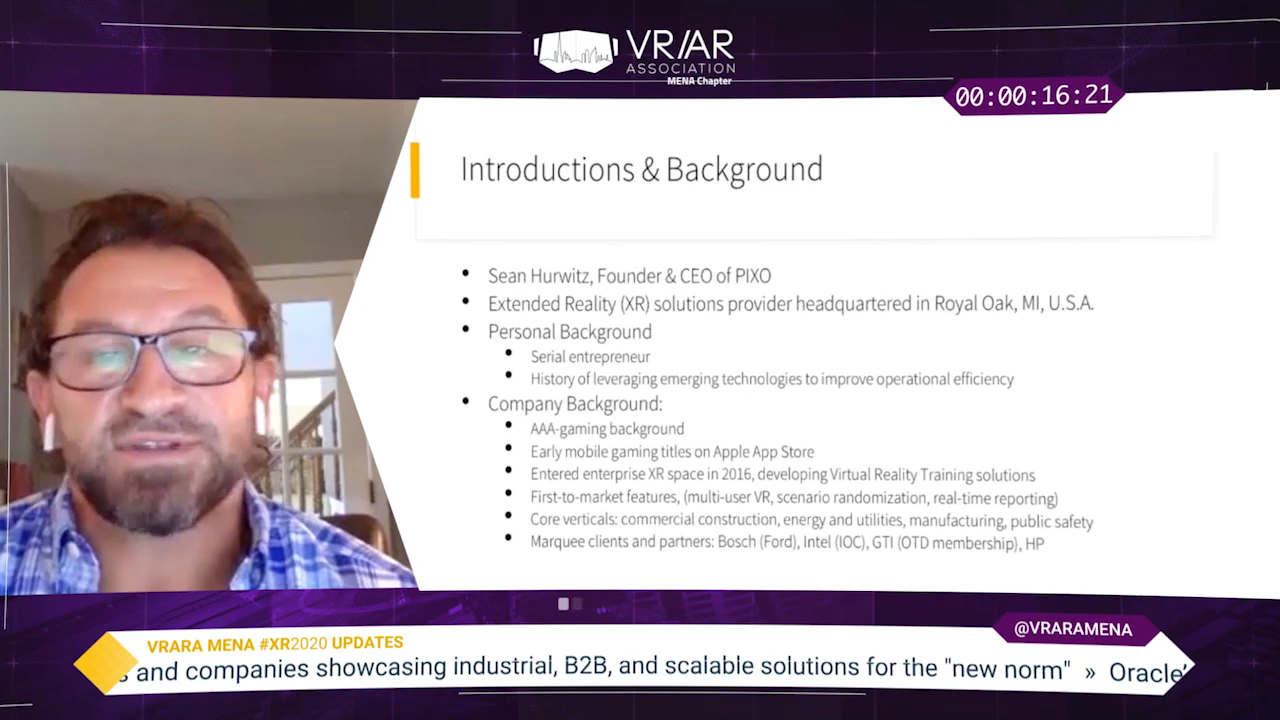 VR/AR
ASSOCIATION
MENA Chapter
00:00:16:21
Introductions & Background
• Sean Hurwitz, Founder & CEO of PIXO
• Extended Reality (XR) solutions provider headquartered in Royal Oak, MI, U.S.A.
• Personal Background
• Serial entrepreneur
• History of leveraging emerging technologies to improve operational efficiency
• Company Background:
• AAA-gaming background
• Early mobile gaming titles on Apple App Store
• Entered enterprise XR space in 2016, developing Virtual Reality Training solutions
• First-to-market features, (multi-user VR, scenario randomization, real-time reporting)
• Core verticals: commercial construction, energy and utilities, manufacturing, public safety
• Marquee clients and partners: Bosch (Ford), Intel (IOC), GTI (OTD membership), HP
@VRARAMENA
VRARA MENA #XR2020 UPDATES
and companies showcasing industrial, B2B, and scalable solutions for the "new norm" » Oracle'